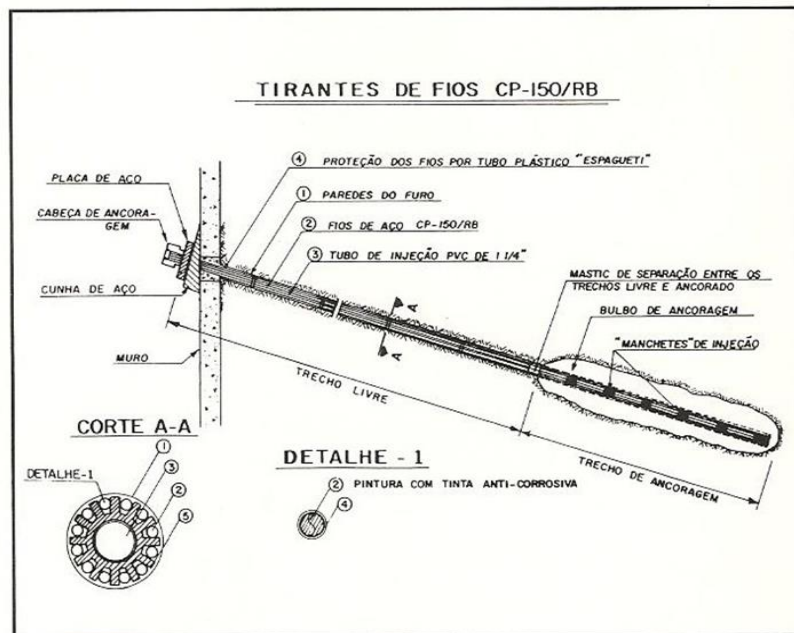 TIRANTES DE FIOS CP-150/RB
④ PROTEÇÃO DOS FIOS POR TUBO PLÁSTICO "ESPAGUETI"
PLACA DE AÇO
① PAREDES DO FURO
CABEÇA DE ANCORA-
GEM
② FIOS DE AÇO CP-150/RB
③ TUBO DE INJEÇÃO PVC DE 1 1/4"
MASTIC DE SEPARAÇÃO ENTRE OS
TRECHOS LIVRE E ANCORADO
CUNHA DE AÇO
A
A
BULBO DE ANCORAGEM
"MANCHETES" DE INJEÇÃO
MURO
TRECHO LIVRE
TRECHO DE ANCORAGEM
CORTE A-A
DETALHE-1
①
③
②
⑤
DETALHE - 1
② PINTURA COM TINTA ANTI-CORROSIVA
④